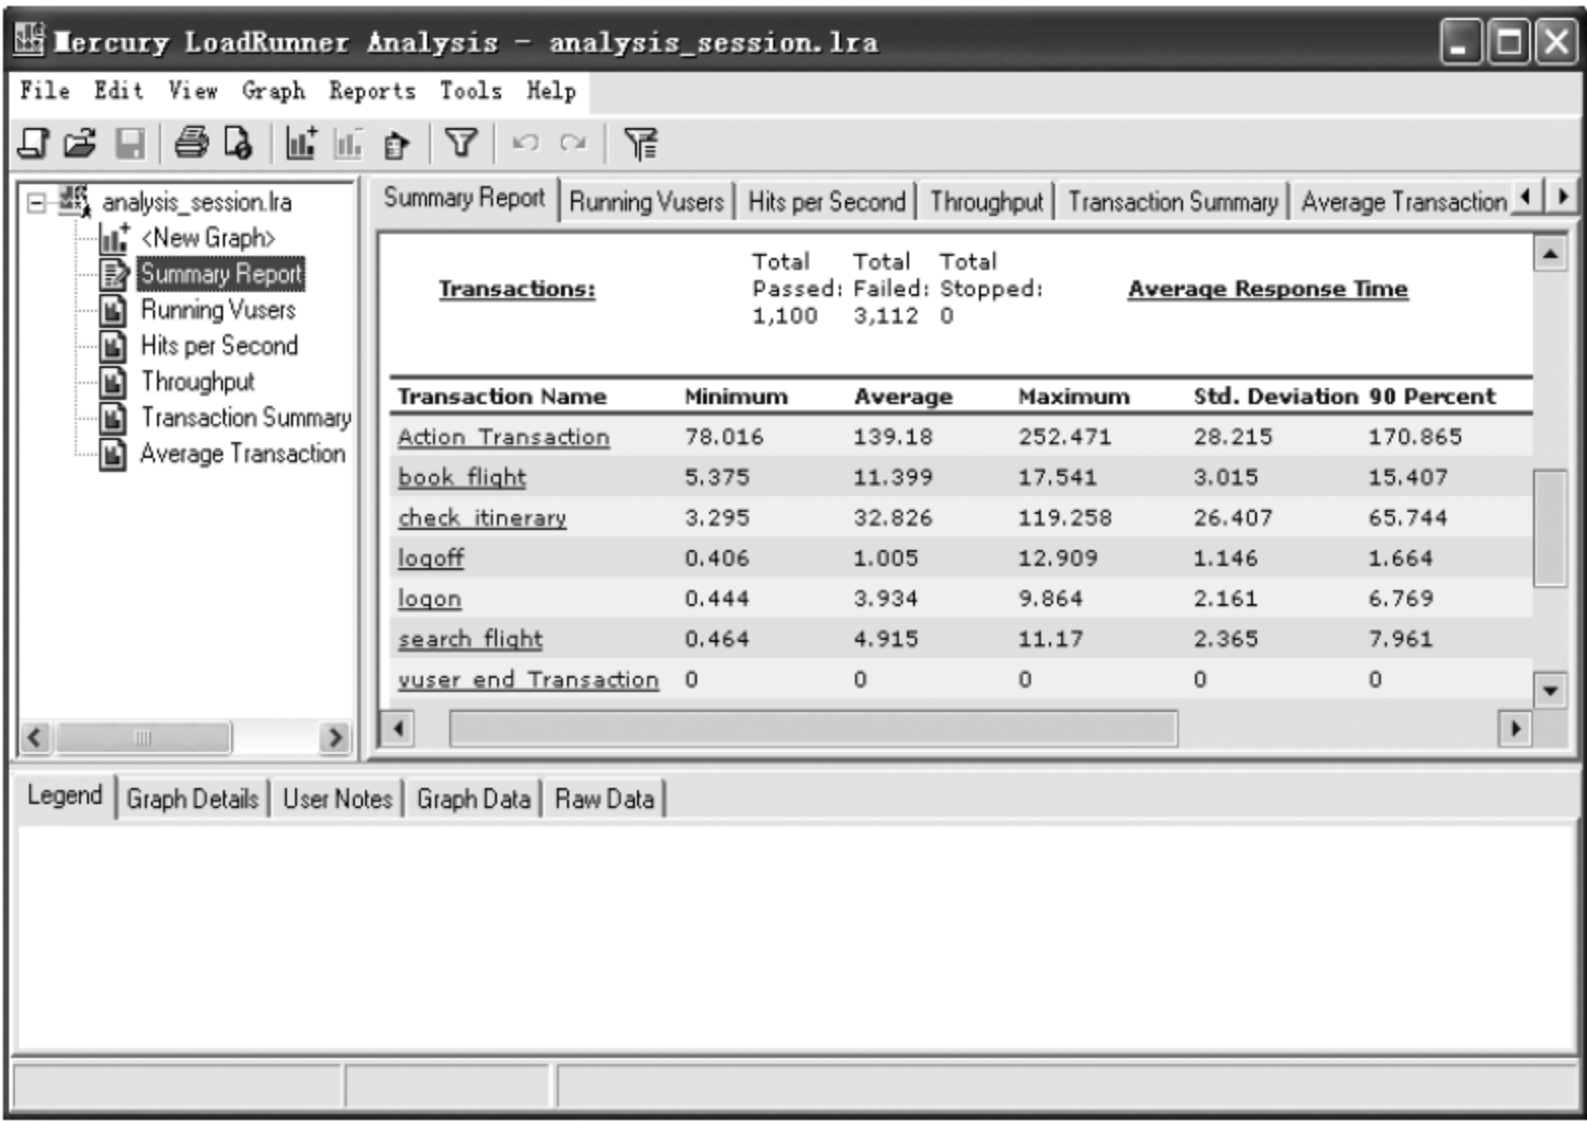 Mercury LoadRunner Analysis - analysis_session.lra
File Edit View Graph Reports Tools Help
analysis_session.lra
<New Graph>
Summary Report
Running Vusers
Hits per Second
Throughput
Transaction Summary
Average Transaction
Summary Report Running Vusers Hits per Second Throughput Transaction Summary Average Transaction
Transactions: Total Passed: 1,100 Total Failed: 3,112 Total Stopped: 0 Average Response Time
Transaction Name Minimum Average Maximum Std. Deviation 90 Percent
Action_Transaction 78.016 139.18 252.471 28.215 170.865
book_flight 5.375 11.399 17.541 3.015 15.407
check_itinerary 3.295 32.826 119.258 26.407 65.744
logoff 0.406 1.005 12.909 1.146 1.664
logon 0.444 3.934 9.864 2.161 6.769
search_flight 0.464 4.915 11.17 2.365 7.961
vuser_end_Transaction 0 0 0 0 0
Legend Graph Details User Notes Graph Data Raw Data